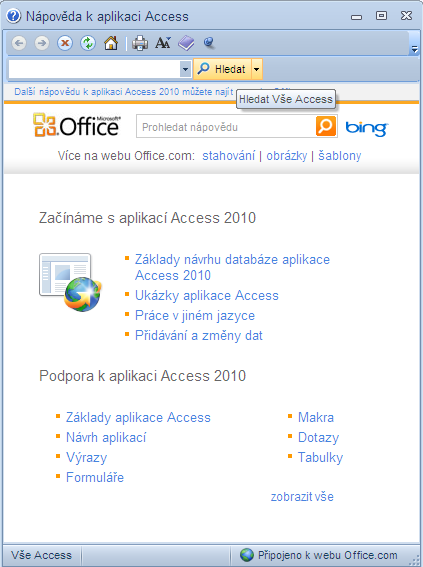 Nápověda k aplikaci Access
Hledat
Další nápovědu k aplikaci Access 2010 můžete najít
Hledat Vše Access
Microsoft®
Office
Prohledat nápovědu
bing™
Více na webu Office.com: stahování | obrázky | šablony
Začínáme s aplikací Access 2010
Základy návrhu databáze aplikace
Access 2010
Ukázky aplikace Access
Práce v jiném jazyce
Přidávání a změny dat
Podpora k aplikaci Access 2010
Základy aplikace Access
Návrh aplikací
Výrazy
Formuláře
Makra
Dotazy
Tabulky
zobrazit vše
Vše Access
Připojeno k webu Office.com